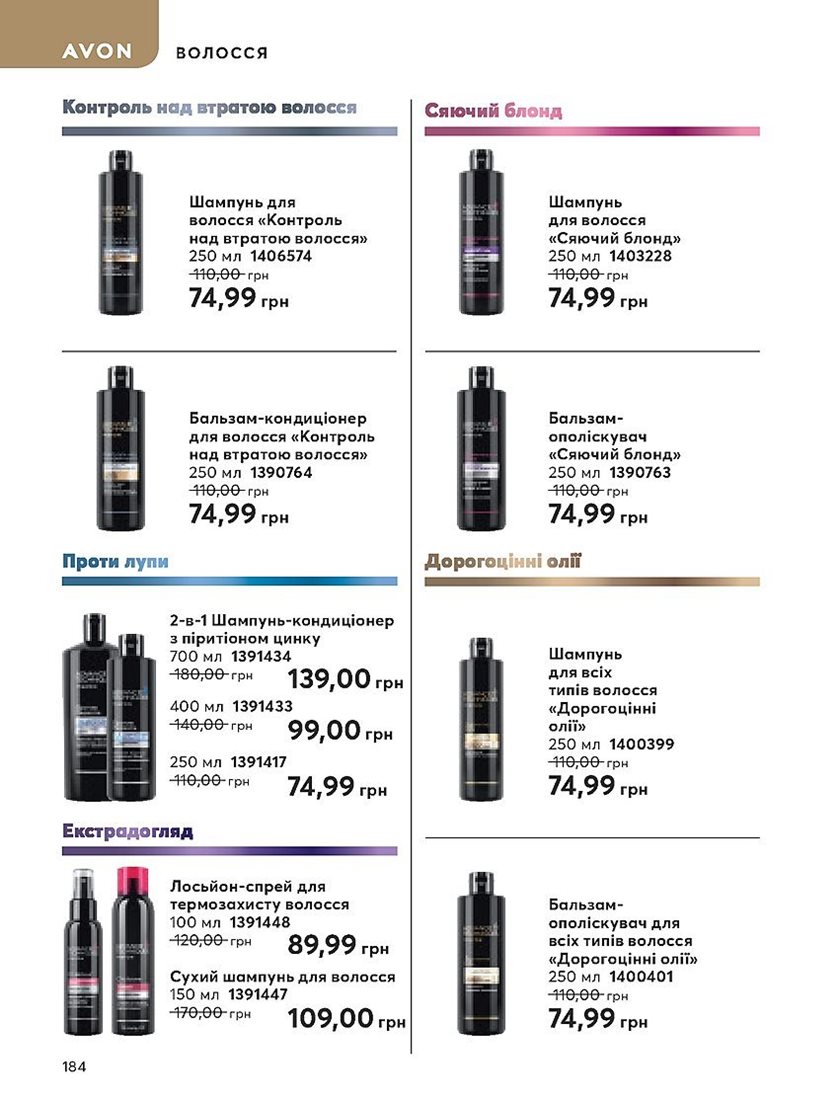 AVON
ВОЛОССЯ
Контроль над втратою волосся
Шампунь для
волосся «Контроль
над втратою волосся»
250 мл 1406574
110,00 грн
74,99 грн
Бальзам-кондиціонер
для волосся «Контроль
над втратою волосся»
250 мл 1390764
110,00 грн
74,99 грн
Проти лупи
2-в-1 Шампунь-кондиціонер
з піритіоном цинку
700 мл 1391434
180,00 грн
139,00 грн
400 мл 1391433
140,00 грн
99,00 грн
250 мл 1391417
110,00 грн
74,99 грн
Екстрадогляд
Лосьйон-спрей для
термозахисту волосся
100 мл 1391448
120,00 грн
89,99 грн
Сухий шампунь для волосся
150 мл 1391447
170,00 грн
109,00 грн
Сяючий блонд
Шампунь
для волосся
«Сяючий блонд»
250 мл 1403228
110,00 грн
74,99 грн
Бальзам-
ополіскувач
«Сяючий блонд»
250 мл 1390763
110,00 грн
74,99 грн
Дорогоцінні олії
Шампунь
для всіх
типів волосся
«Дорогоцінні
олії»
250 мл 1400399
110,00 грн
74,99 грн
Бальзам-
ополіскувач для
всіх типів волосся
«Дорогоцінні олії»
250 мл 1400401
110,00 грн
74,99 грн
184